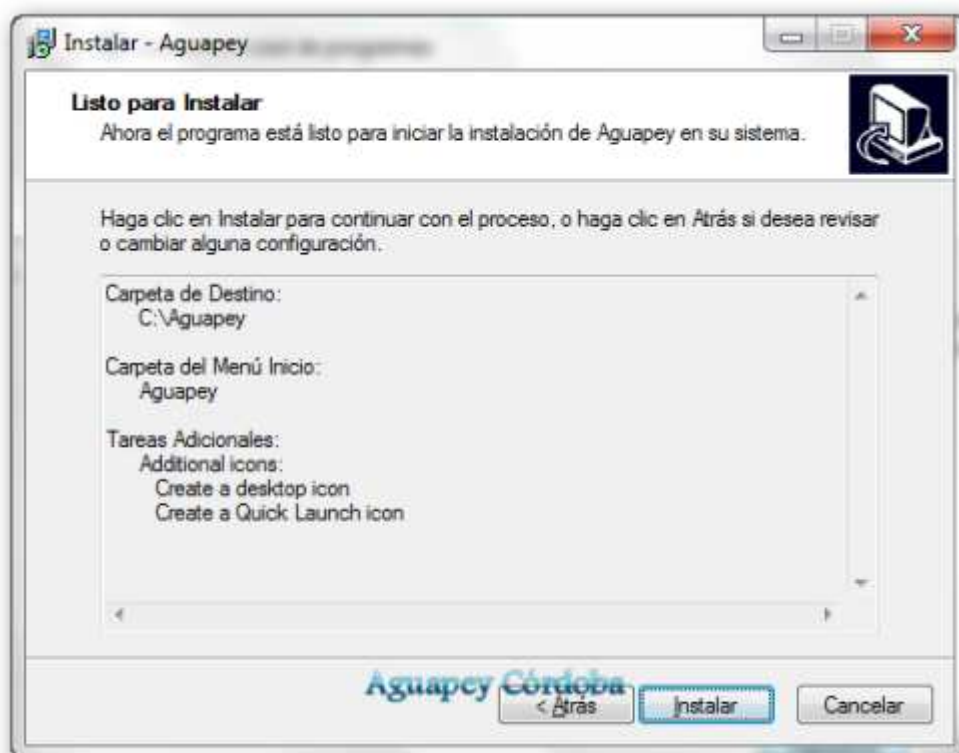 Instalar - Aguapey
Listo para Instalar
Ahora el programa está listo para iniciar la instalación de Aguapey en su sistema.
Haga clic en Instalar para continuar con el proceso, o haga clic en Atrás si desea revisar
o cambiar alguna configuración.
Carpeta de Destino:
C:\Aguapey
Carpeta del Menú Inicio:
Aguapey
Tareas Adicionales:
Additional icons:
Create a desktop icon
Create a Quick Launch icon
Aguapey Córdoba
< Atrás
Instalar
Cancelar